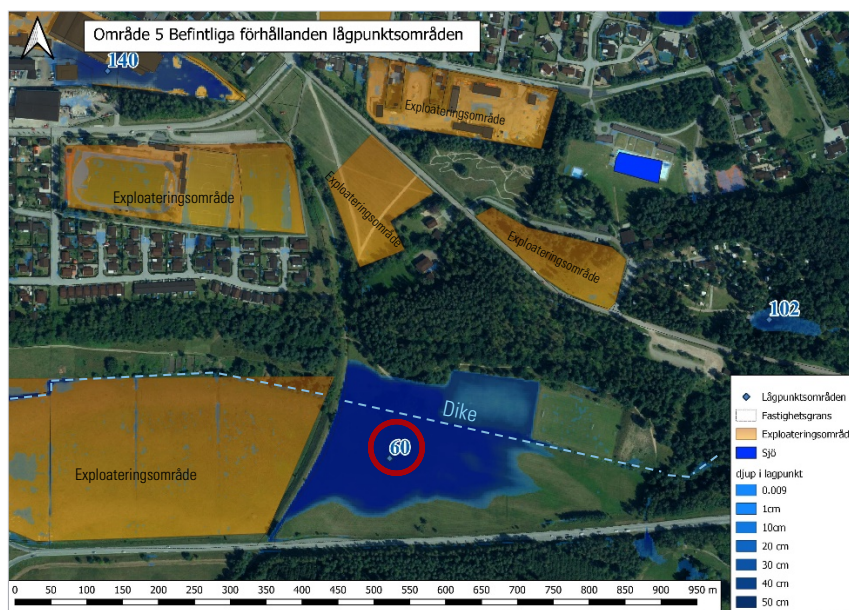 Område 5 Befintliga förhållanden lågpunktsområden
140
Exploateringsområde
Exploateringsområde
Exploateringsområde
Exploateringsområde
102
Dike
60
Exploateringsområde
Lågpunktsområden
Fastighetsgrans
Exploateringsområd
Sjö
djup i lagpunkt
0.009
1cm
10cm
20 cm
30 cm
40 cm
50 cm
0 50 100 150 200 250 300 350 400 450 500 550 600 650 700 750 800 850 900 950 m